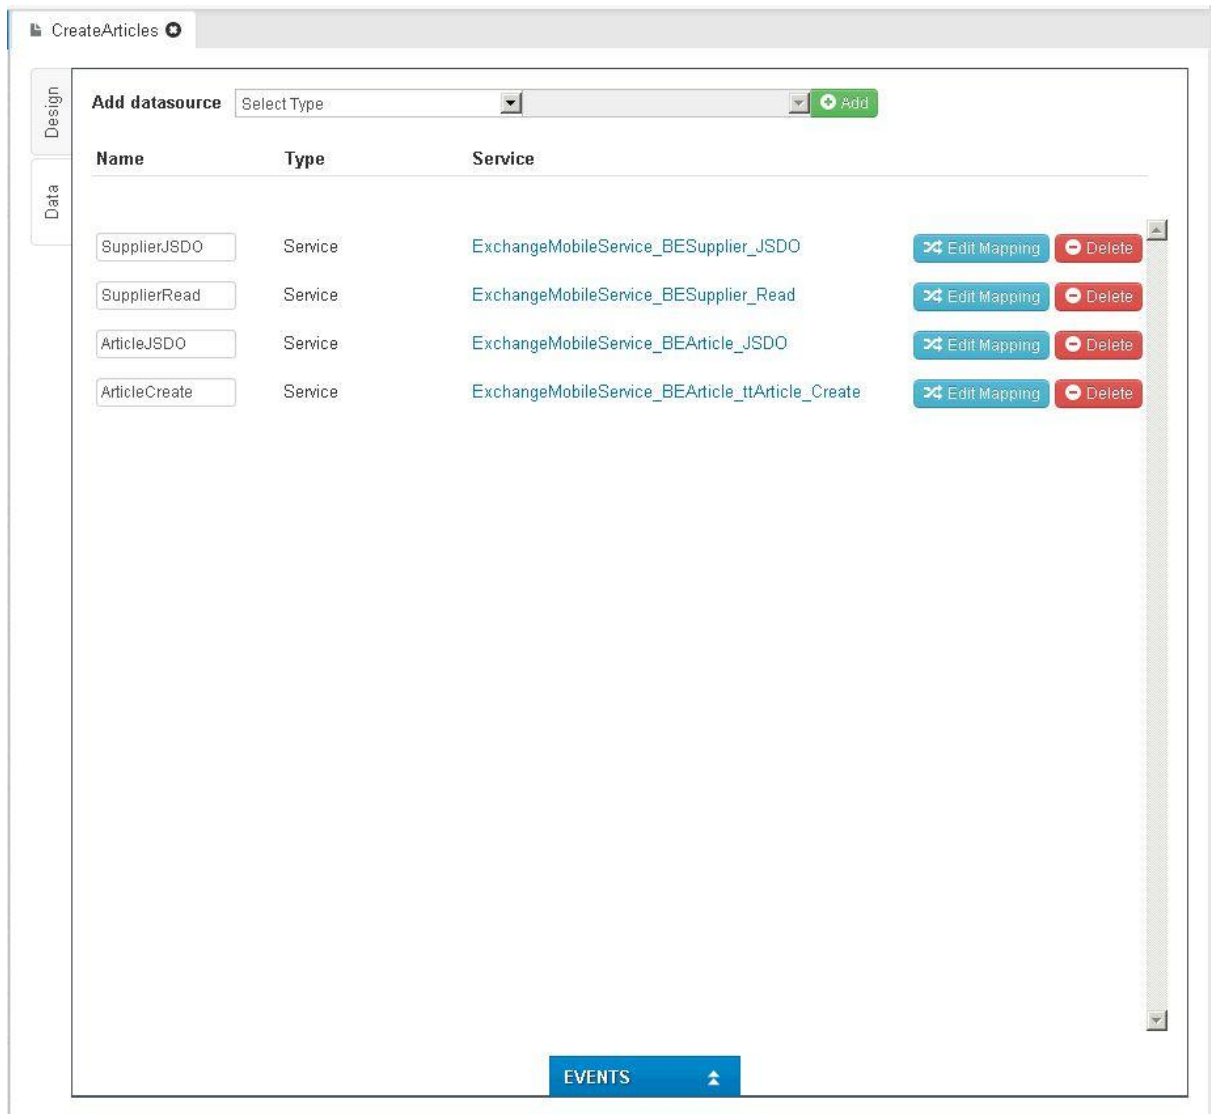 CreateArticles
Design
Data
Add datasource Select Type Add
Name Type Service
SupplierJSDO Service ExchangeMobileService_BESupplier_JSDO Edit Mapping Delete
SupplierRead Service ExchangeMobileService_BESupplier_Read Edit Mapping Delete
ArticleJSDO Service ExchangeMobileService_BEArticle_JSDO Edit Mapping Delete
ArticleCreate Service ExchangeMobileService_BEArticle_ttArticle_Create Edit Mapping Delete
EVENTS